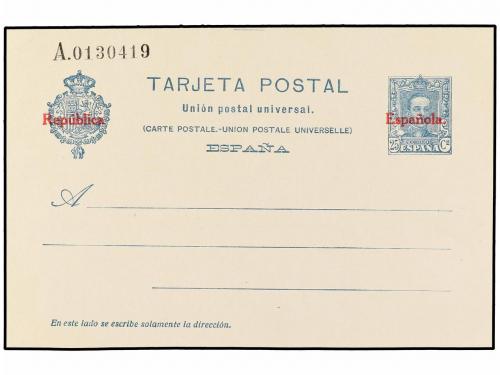 A.0130419
TARJETA POSTAL
Unión postal universal.
(CARTE POSTALE.-UNION POSTALE UNIVERSELLE)
ESPAÑA
República
Española.
25 Cs
ESPAÑA
A
En este lado se escribe solamente la dirección.